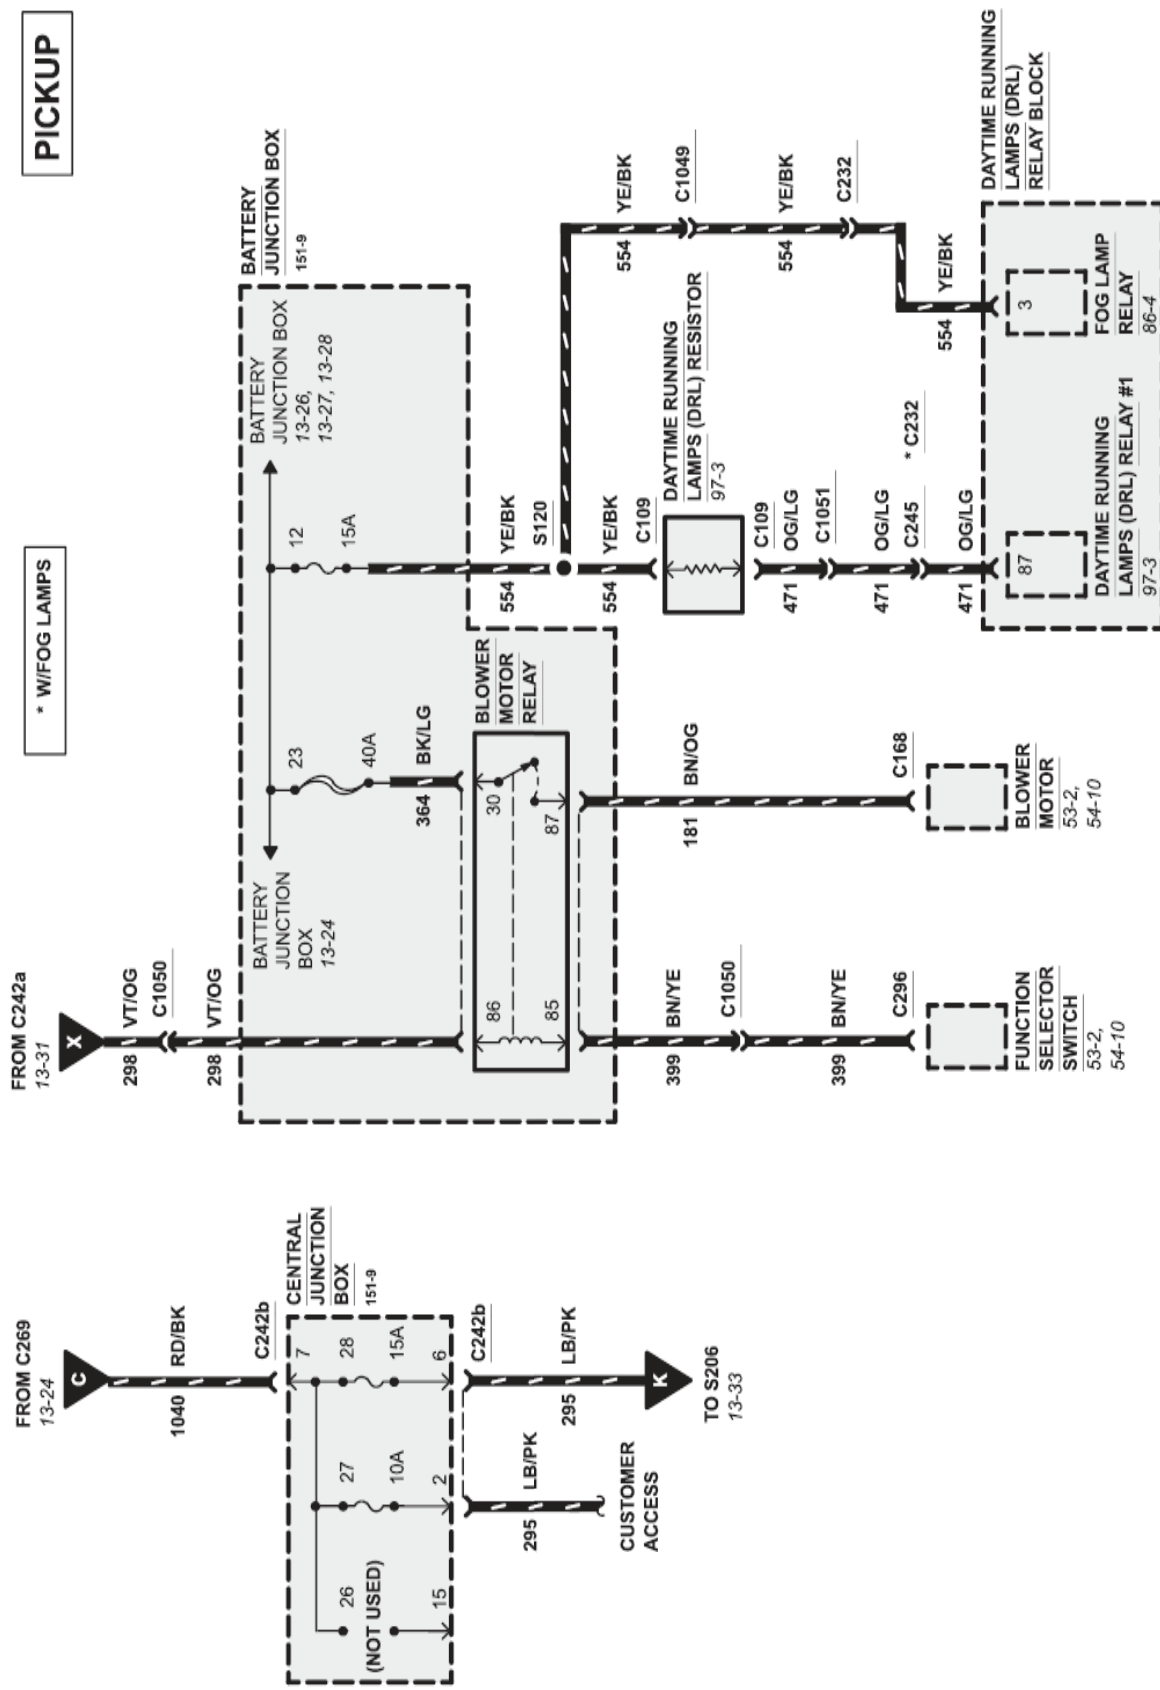 PICKUP
* W/FOG LAMPS
FROM C269
13-24
C
1040
RD/BK
C242b
CENTRAL
JUNCTION
BOX
151-9
7
26
27
28
(NOT USED)
10A
15A
15
2
6
C242b
295
LB/PK
295
LB/PK
CUSTOMER
ACCESS
K
TO S206
13-33
FROM C242a
13-31
X
298
VT/OG
C1050
298
VT/OG
BATTERY
JUNCTION BOX
151-9
BATTERY
JUNCTION
BOX
13-24
BATTERY
JUNCTION BOX
13-26,
13-27, 13-28
23
40A
12
15A
364
BK/LG
BLOWER
MOTOR
RELAY
86
30
85
87
399
BN/YE
C1050
399
BN/YE
C296
FUNCTION
SELECTOR
SWITCH
53-2,
54-10
181
BN/OG
C168
BLOWER
MOTOR
53-2,
54-10
554
YE/BK
S120
554
YE/BK
C109
DAYTIME RUNNING
LAMPS (DRL) RESISTOR
97-3
C109
471
OG/LG
C1051
471
OG/LG
C245
* C232
471
OG/LG
87
DAYTIME RUNNING
LAMPS (DRL) RELAY #1
97-3
554
YE/BK
C1049
554
YE/BK
C232
554
YE/BK
3
FOG LAMP
RELAY
86-4
DAYTIME RUNNING
LAMPS (DRL)
RELAY BLOCK